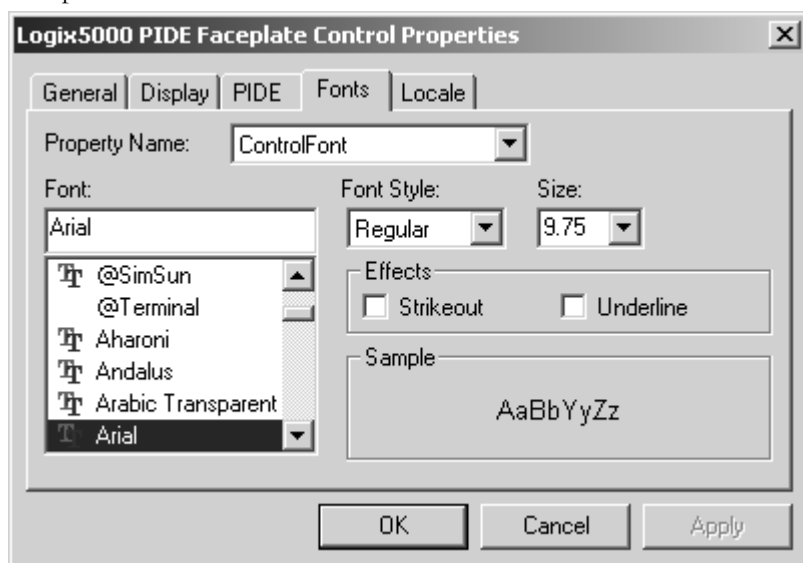 Logix5000 PIDE Faceplate Control Properties
General Display PIDE Fonts Locale
Property Name: ControlFont
Font: Font Style: Size:
Arial Regular 9.75
@SimSun
@Terminal
Aharoni
Andalus
Arabic Transparent
Arial
Effects
Strikeout Underline
Sample
AaBbYyZz
OK Cancel Apply